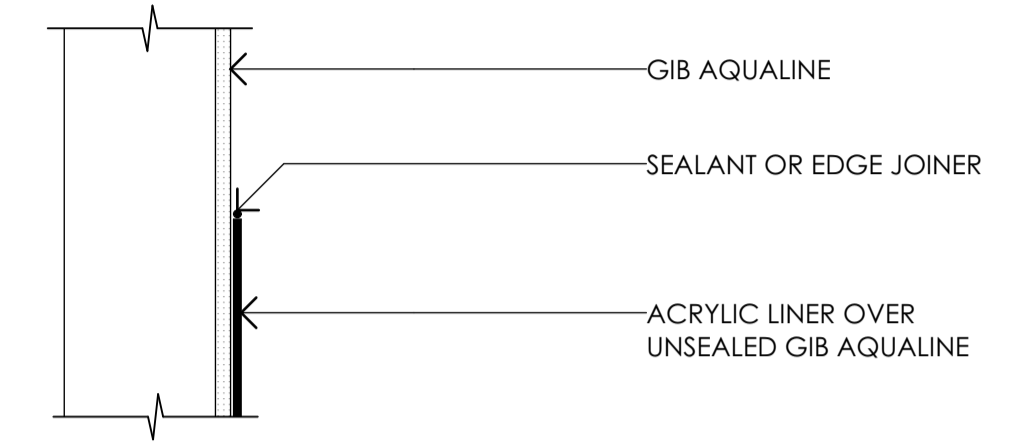 GIB AQUALINE
SEALANT OR EDGE JOINER
ACRYLIC LINER OVER
UNSEALED GIB AQUALINE